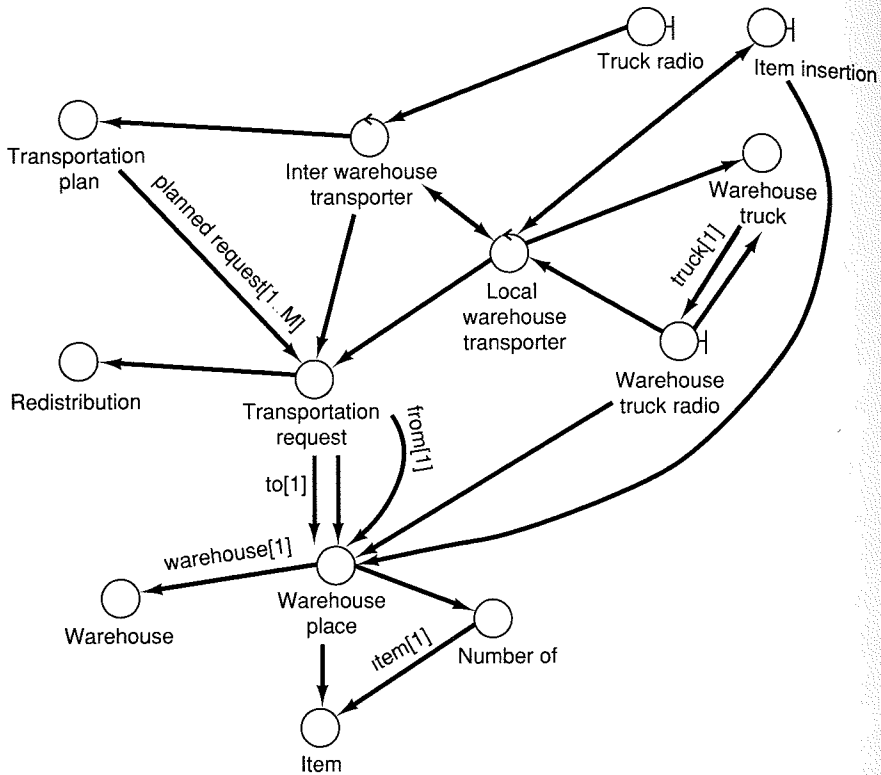 Truck radio
Item insertion
Transportation
plan
Inter warehouse
transporter
Warehouse
truck
planned request[1..M]
truck[1]
Local
warehouse
transporter
Redistribution
Transportation
request
from[1]
Warehouse
truck radio
to[1]
warehouse[1]
Warehouse
Warehouse
place
item[1]
Number of
Item